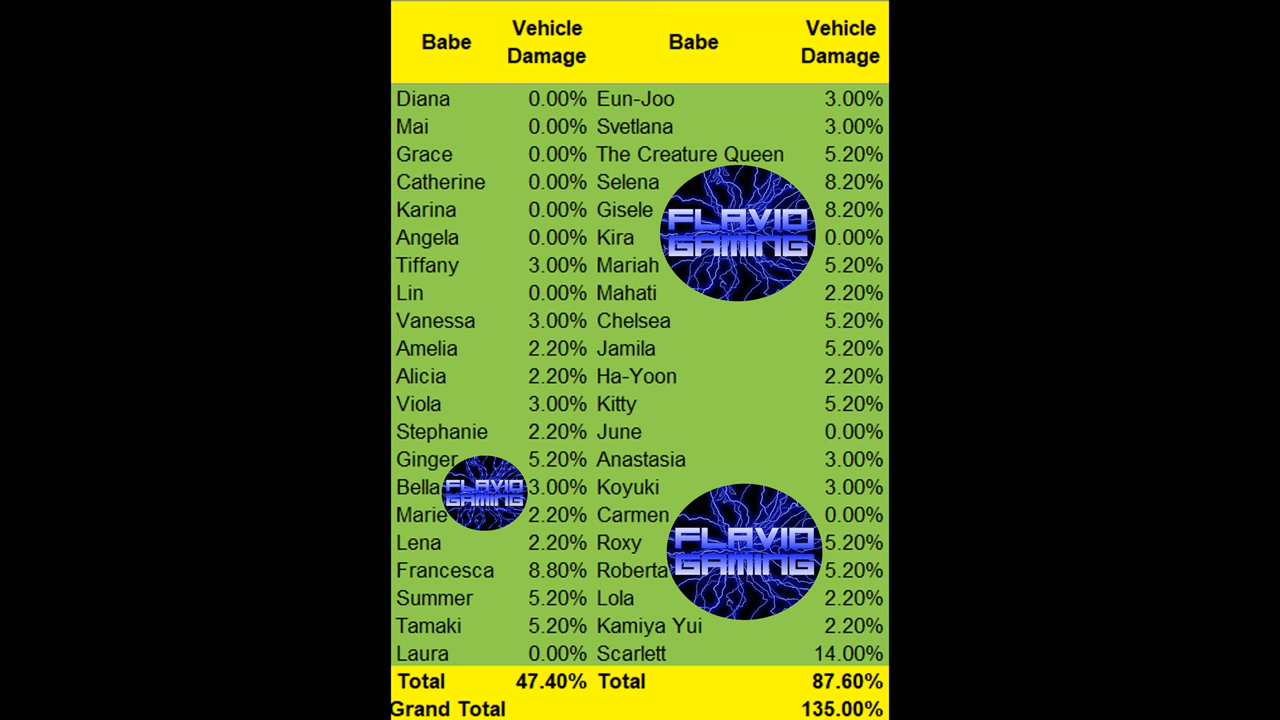 Babe Vehicle Damage Babe Vehicle Damage
Diana 0.00% Eun-Joo 3.00%
Mai 0.00% Svetlana 3.00%
Grace 0.00% The Creature Queen 5.20%
Catherine 0.00% Selena 8.20%
Karina 0.00% Gisele 8.20%
Angela 0.00% Kira 0.00%
Tiffany 3.00% Mariah 5.20%
Lin 0.00% Mahati 2.20%
Vanessa 3.00% Chelsea 5.20%
Amelia 2.20% Jamila 5.20%
Alicia 2.20% Ha-Yoon 2.20%
Viola 3.00% Kitty 5.20%
Stephanie 2.20% June 0.00%
Ginger 5.20% Anastasia 3.00%
Bella 3.00% Koyuki 3.00%
Marie 2.20% Carmen 0.00%
Lena 2.20% Roxy 5.20%
Francesca 8.80% Roberta 5.20%
Summer 5.20% Lola 2.20%
Tamaki 5.20% Kamiya Yui 2.20%
Laura 0.00% Scarlett 14.00%
Total 47.40% Total 87.60%
Grand Total 135.00%
FLAVIO
GAMING
FLAVIO
GAMING
FLAVIO
GAMING